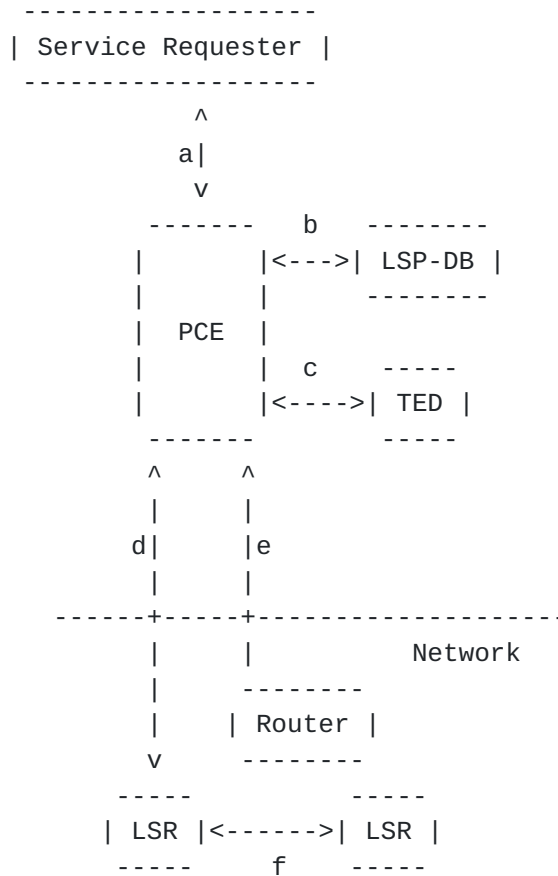 Service Requester
a
b
LSP-DB
PCE
c
TED
d e
Network
Router
LSR LSR
f